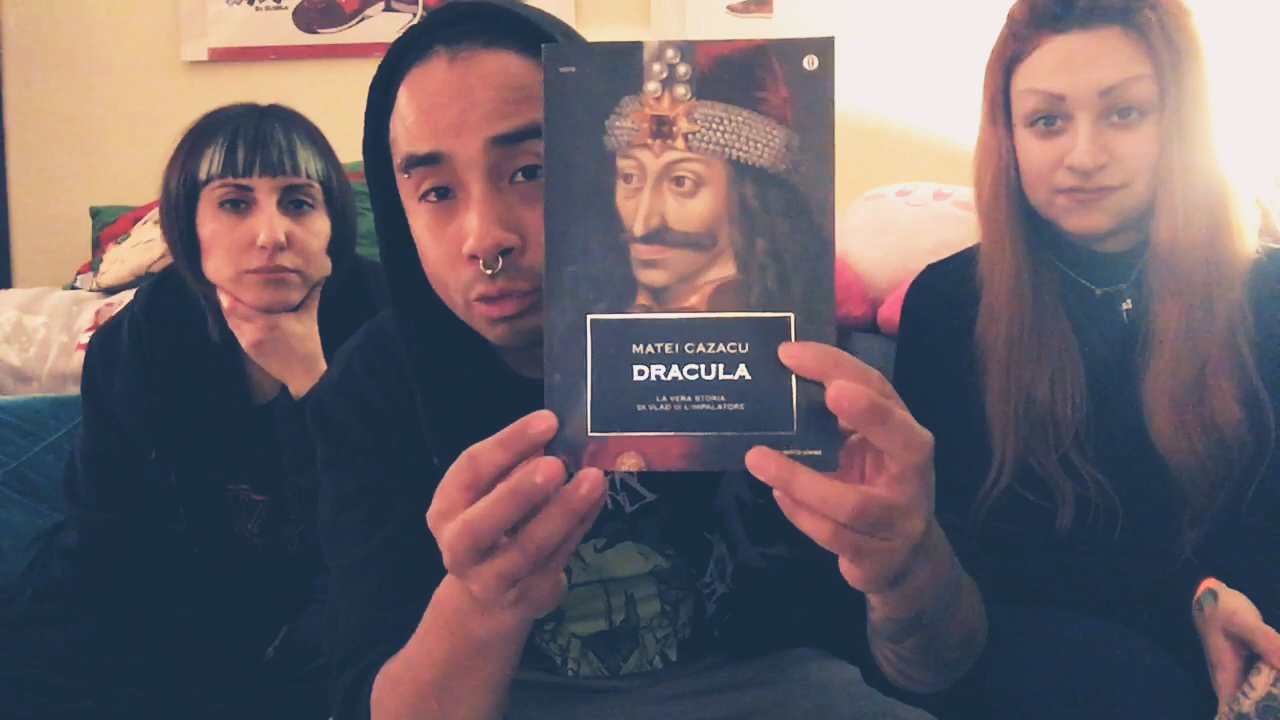 MATEI CAZACU
DRACULA
LA VERA STORIA
DI VLAD III L'IMPALATORE